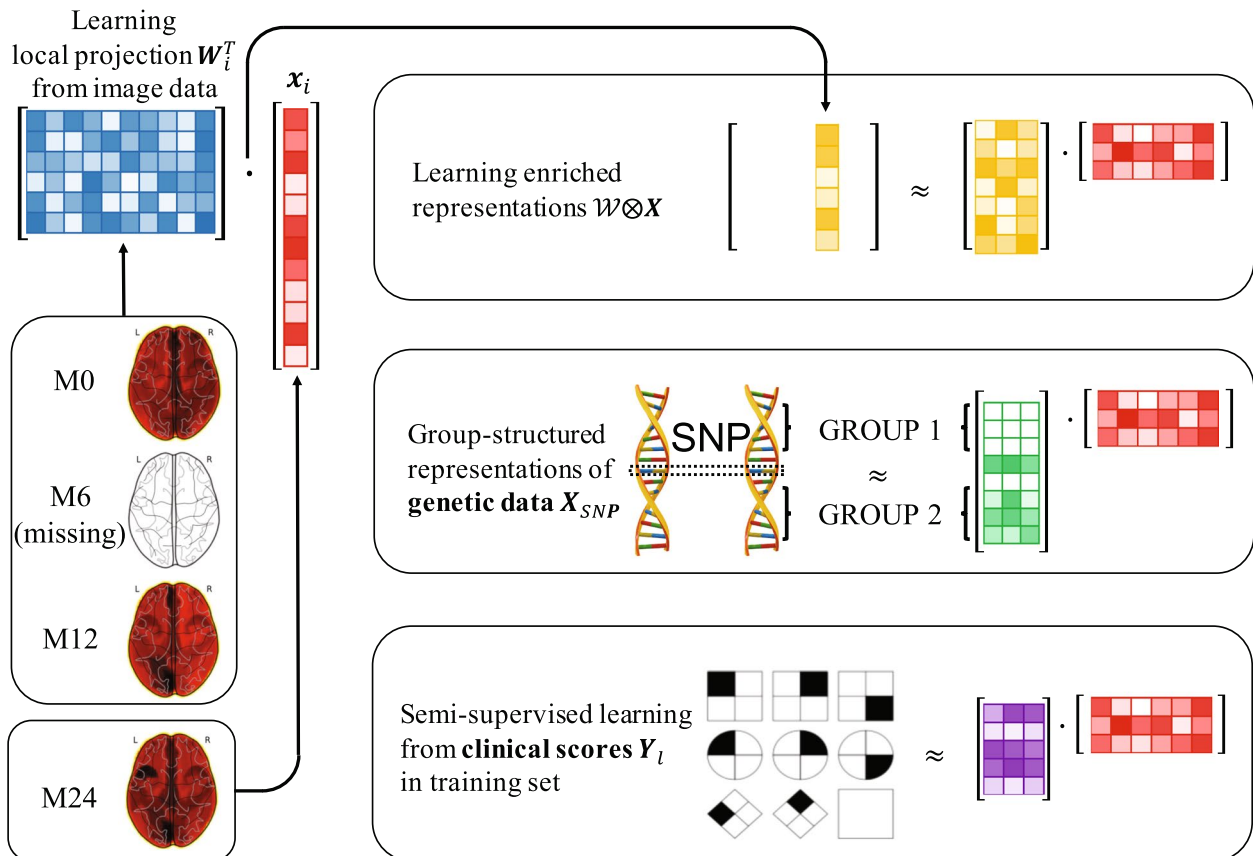 Learning
local projection W_i^T
from image data
x_i
·
L R
M0
L R
M6
(missing)
L R
M12
L R
M24
Learning enriched
representations 𝒲⊗X
≈
·
Group-structured
representations of
genetic data X_SNP
SNP
GROUP 1
≈
GROUP 2
·
Semi-supervised learning
from clinical scores Y_l
in training set
≈
·